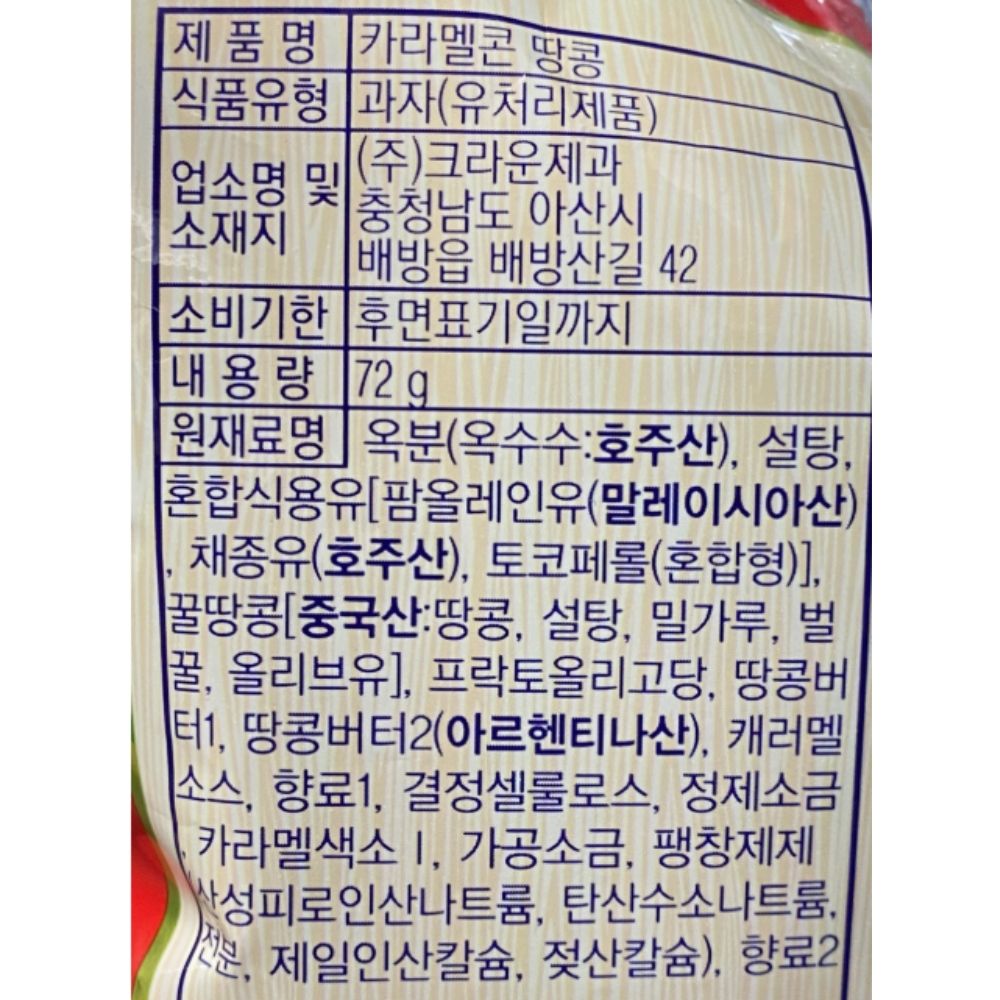 제 품 명 카라멜콘 땅콩
식품유형 과자(유처리제품)
업소명 및 소재지 (주)크라운제과
충청남도 아산시
배방읍 배방산길 42
소비기한 후면표기일까지
내 용 량 72 g
원재료명 옥분(옥수수:호주산), 설탕,
혼합식용유[팜올레인유(말레이시아산)
, 채종유(호주산), 토코페롤(혼합형)],
꿀땅콩[중국산:땅콩, 설탕, 밀가루, 벌
꿀, 올리브유], 프락토올리고당, 땅콩버
터1, 땅콩버터2(아르헨티나산), 캐러멜
소스, 향료1, 결정셀룰로스, 정제소금
, 카라멜색소Ⅰ, 가공소금, 팽창제제
산성피로인산나트륨, 탄산수소나트륨,
전분, 제일인산칼슘, 젖산칼슘), 향료2